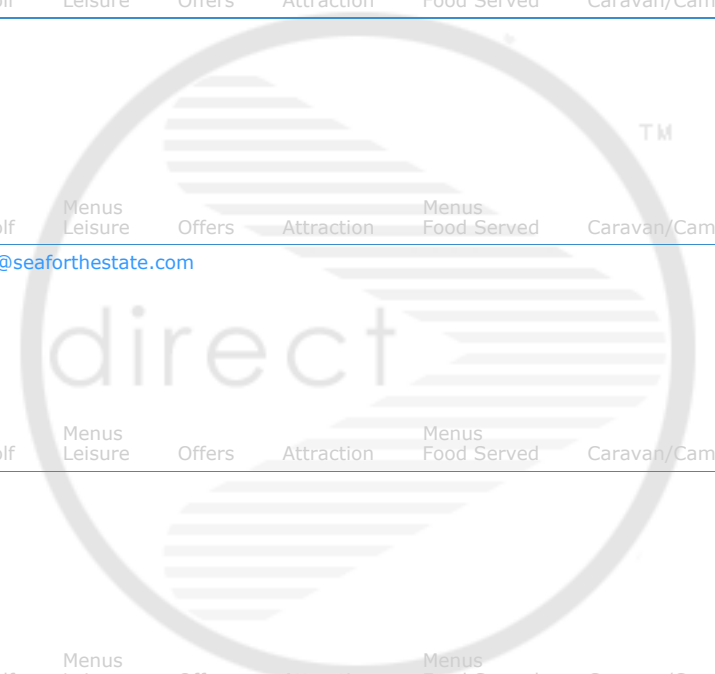 Leisure Offers Attraction Food Served Caravan/Cam
TM
Menus Menus
olf Leisure Offers Attraction Food Served Caravan/Cam
@seaforthestate.com
direct
Menus Menus
olf Leisure Offers Attraction Food Served Caravan/Cam
Menus Menus